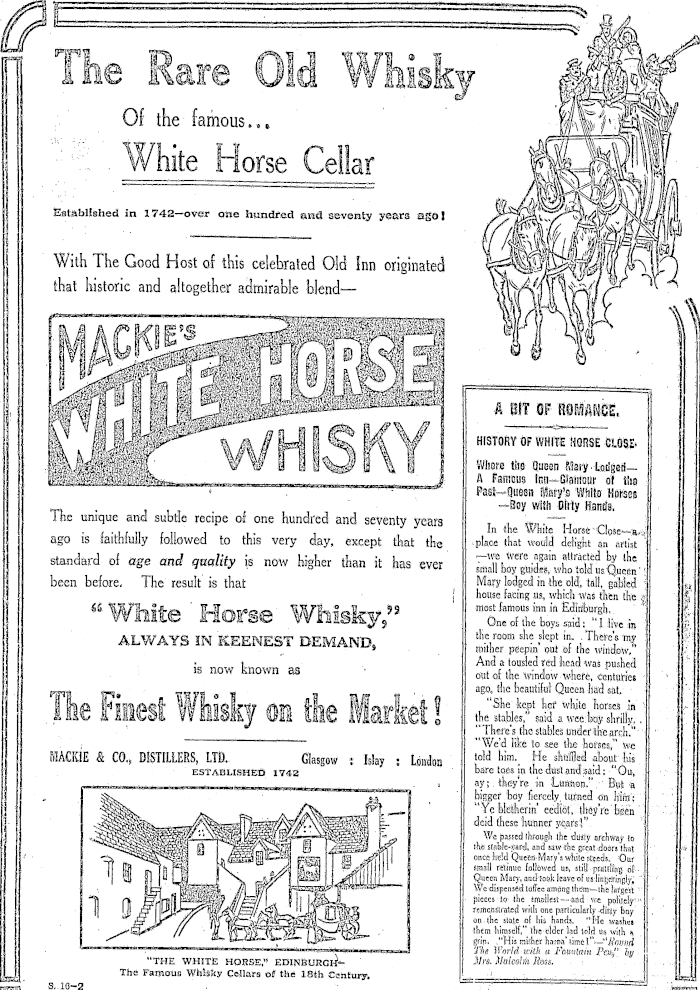 The Rare Old Whisky
Of the famous...
White Horse Cellar
Established in 1742—over one hundred and seventy years ago!
With The Good Host of this celebrated Old Inn originated
that historic and altogether admirable blend—
MACKIE'S
WHITE HORSE
WHISKY
The unique and subtle recipe of one hundred and seventy years
ago is faithfully followed to this very day, except that the
standard of age and quality is now higher than it has ever
been before. The result is that
"White Horse Whisky,"
ALWAYS IN KEENEST DEMAND,
is now known as
The Finest Whisky on the Market!
MACKIE & CO., DISTILLERS, LTD. Glasgow : Islay : London
ESTABLISHED 1742
"THE WHITE HORSE," EDINBURGH—
The Famous Whisky Cellars of the 18th Century.
S. 16-2
A BIT OF ROMANCE.
HISTORY OF WHITE HORSE CLOSE.
Where the Queen Mary Lodged—
A Famous Inn—Glamour of the
Past—Queen Mary's White Horses
—Boy with Dirty Hands.
In the White Horse Close—a
place that would delight an artist
—we were again attracted by the
small boy guides, who told us Queen
Mary lodged in the old, tall, gabled
house facing us, which was then the
most famous inn in Edinburgh.
One of the boys said: "I live in
the room she slept in. There's my
mither peepin' out of the window."
And a tousled red head was pushed
out of the window where, centuries
ago, the beautiful Queen had sat.
"She kept her white horses in
the stables," said a wee boy shrilly.
"There's the stables under the arch."
"We'd like to see the horses," we
told him. He shuffled about his
bare toes in the dust and said: "Ou,
ay; they're in Lunnon." But a
bigger boy fiercely turned on him:
"Ye bletherin' eediot, they're been
deid these hunner years!"
We passed through the dusty archway to
the stable-yard, and saw the great doors that
once held Queen Mary's white steeds. Our
small retinue followed us, still prattling of
Queen Mary, and took leave of us lingeringly.
We dispensed toffee among them—the largest
pieces to the smallest—and we politely
remonstrated with one particularly dirty boy
on the state of his hands. "He washes
them himself," the elder lad told us with a
grin. "His mither hasna' time!"—"Round
The World with a Fountain Pen," by
Mrs. Malcolm Ross.